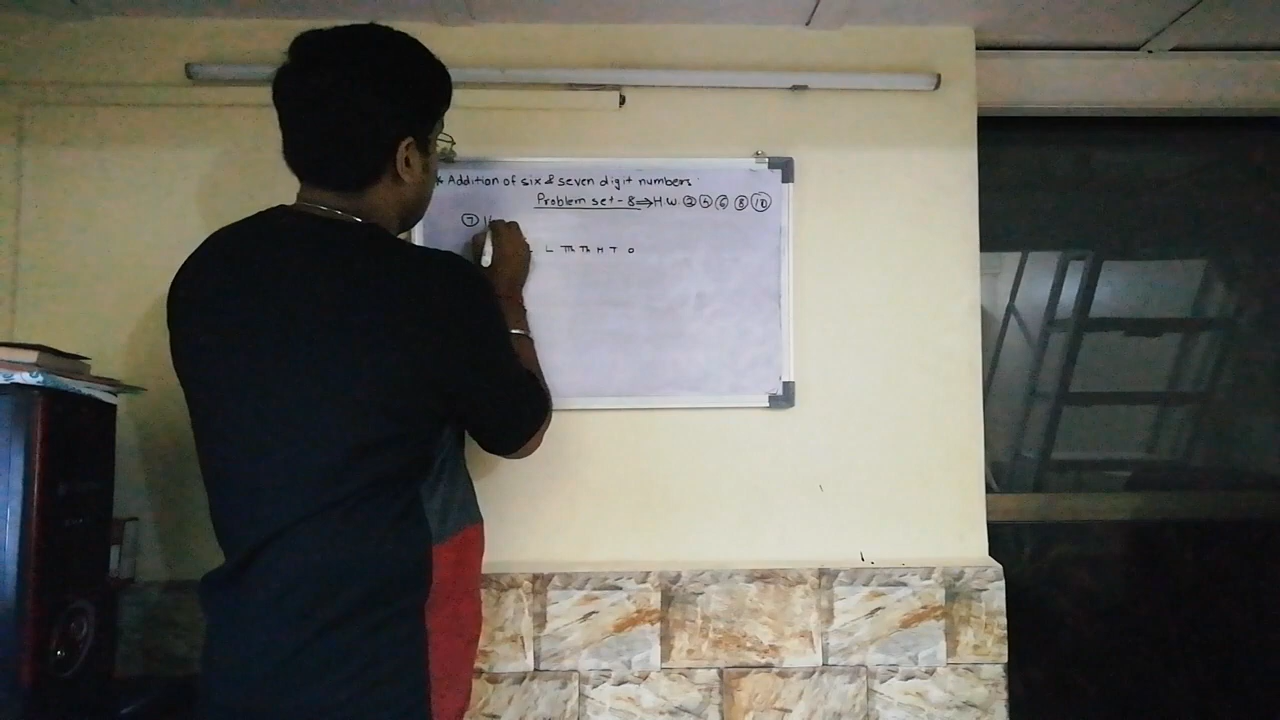 * Addition of six & seven digit numbers
Problem set - 8 ⇒ H.W. ② ④ ⑥ ⑧ ⑩
⑦
L TTh Th H T O